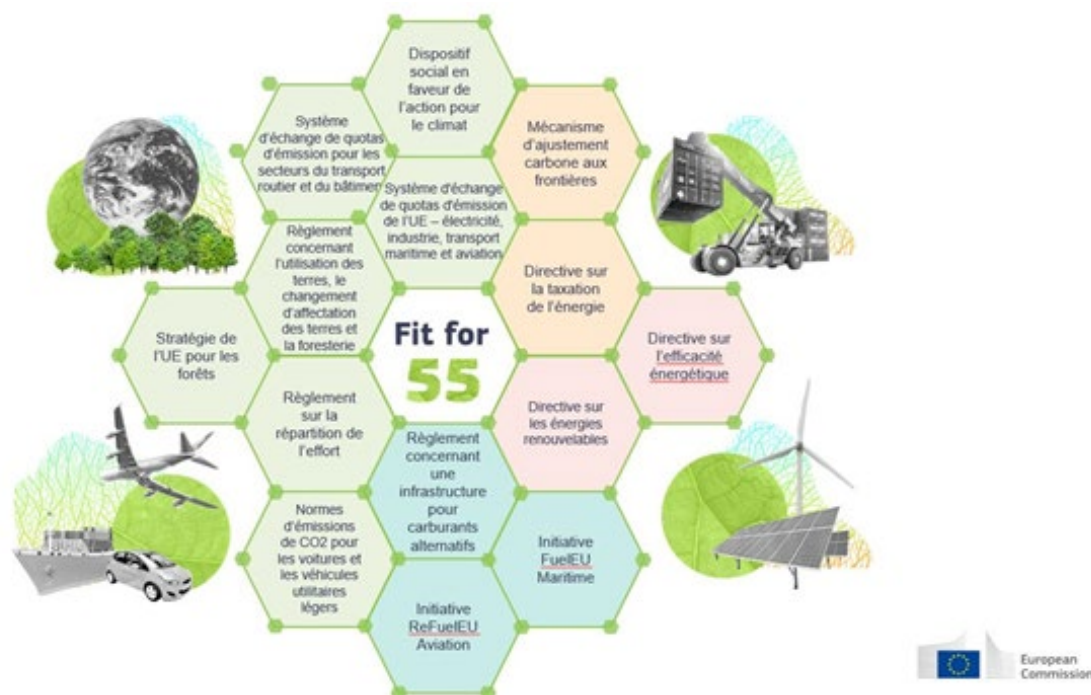 Dispositif
social en
faveur de
l'action pour
le climat
Système
d'échange de quotas
d'émission pour les
secteurs du transport
routier et du bâtimen
Mécanisme
d'ajustement
carbone aux
frontières
Système d'échange
de quotas d'émission
de l'UE – électricité,
industrie, transport
maritime et aviation
Règlement
concernant
l'utilisation des
terres, le
changement
d'affectation
des terres et
la foresterie
Directive sur
la taxation
de l'énergie
Stratégie de
l'UE pour les
forêts
Fit for
55
Directive sur
l'efficacité
énergétique
Règlement
sur la
répartition de
l'effort
Directive sur
les énergies
renouvelables
Règlement
concernant
une
infrastructure
pour
carburants
alternatifs
Normes
d'émissions
de CO2 pour
les voitures et
les véhicules
utilitaires
légers
Initiative
FuelEU
Maritime
Initiative
ReFuelEU
Aviation
European
Commission